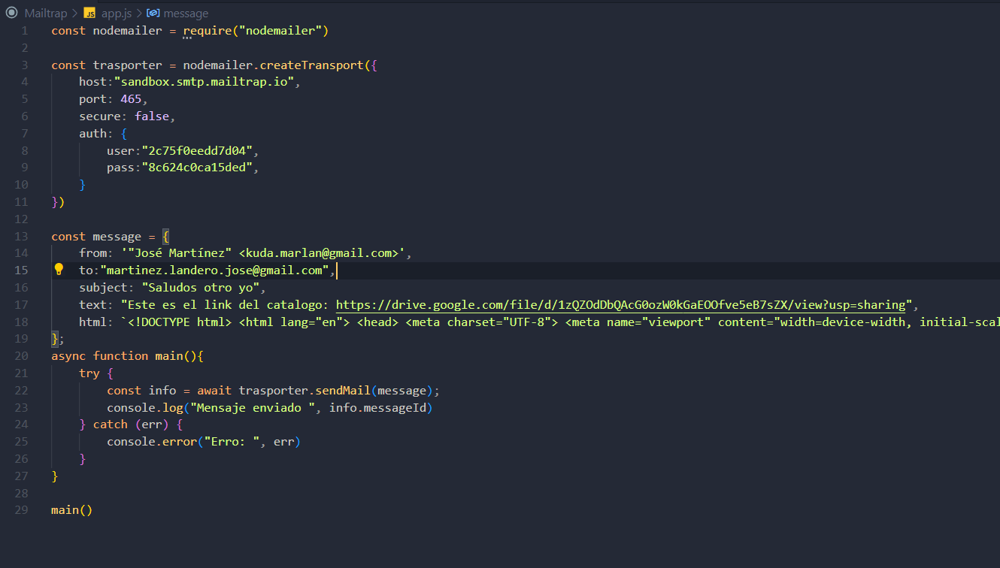 Mailtrap > JS app.js > message
1 const nodemailer = require("nodemailer")
2
3 const trasporter = nodemailer.createTransport({
4 host:"sandbox.smtp.mailtrap.io",
5 port: 465,
6 secure: false,
7 auth: {
8 user:"2c75f0eedd7d04",
9 pass:"8c624c0ca15ded",
10 }
11 })
12
13 const message = {
14 from: '"José Martínez" <kuda.marlan@gmail.com>',
15 to:"martinez.landero.jose@gmail.com",
16 subject: "Saludos otro yo",
17 text: "Este es el link del catalogo: https://drive.google.com/file/d/1zQZOdDbQAcG0ozW0kGaEOOfve5eB7sZX/view?usp=sharing",
18 html: `<!DOCTYPE html> <html lang="en"> <head> <meta charset="UTF-8"> <meta name="viewport" content="width=device-width, initial-scal
19 };
20 async function main(){
21 try {
22 const info = await trasporter.sendMail(message);
23 console.log("Mensaje enviado ", info.messageId)
24 } catch (err) {
25 console.error("Erro: ", err)
26 }
27 }
28
29 main()